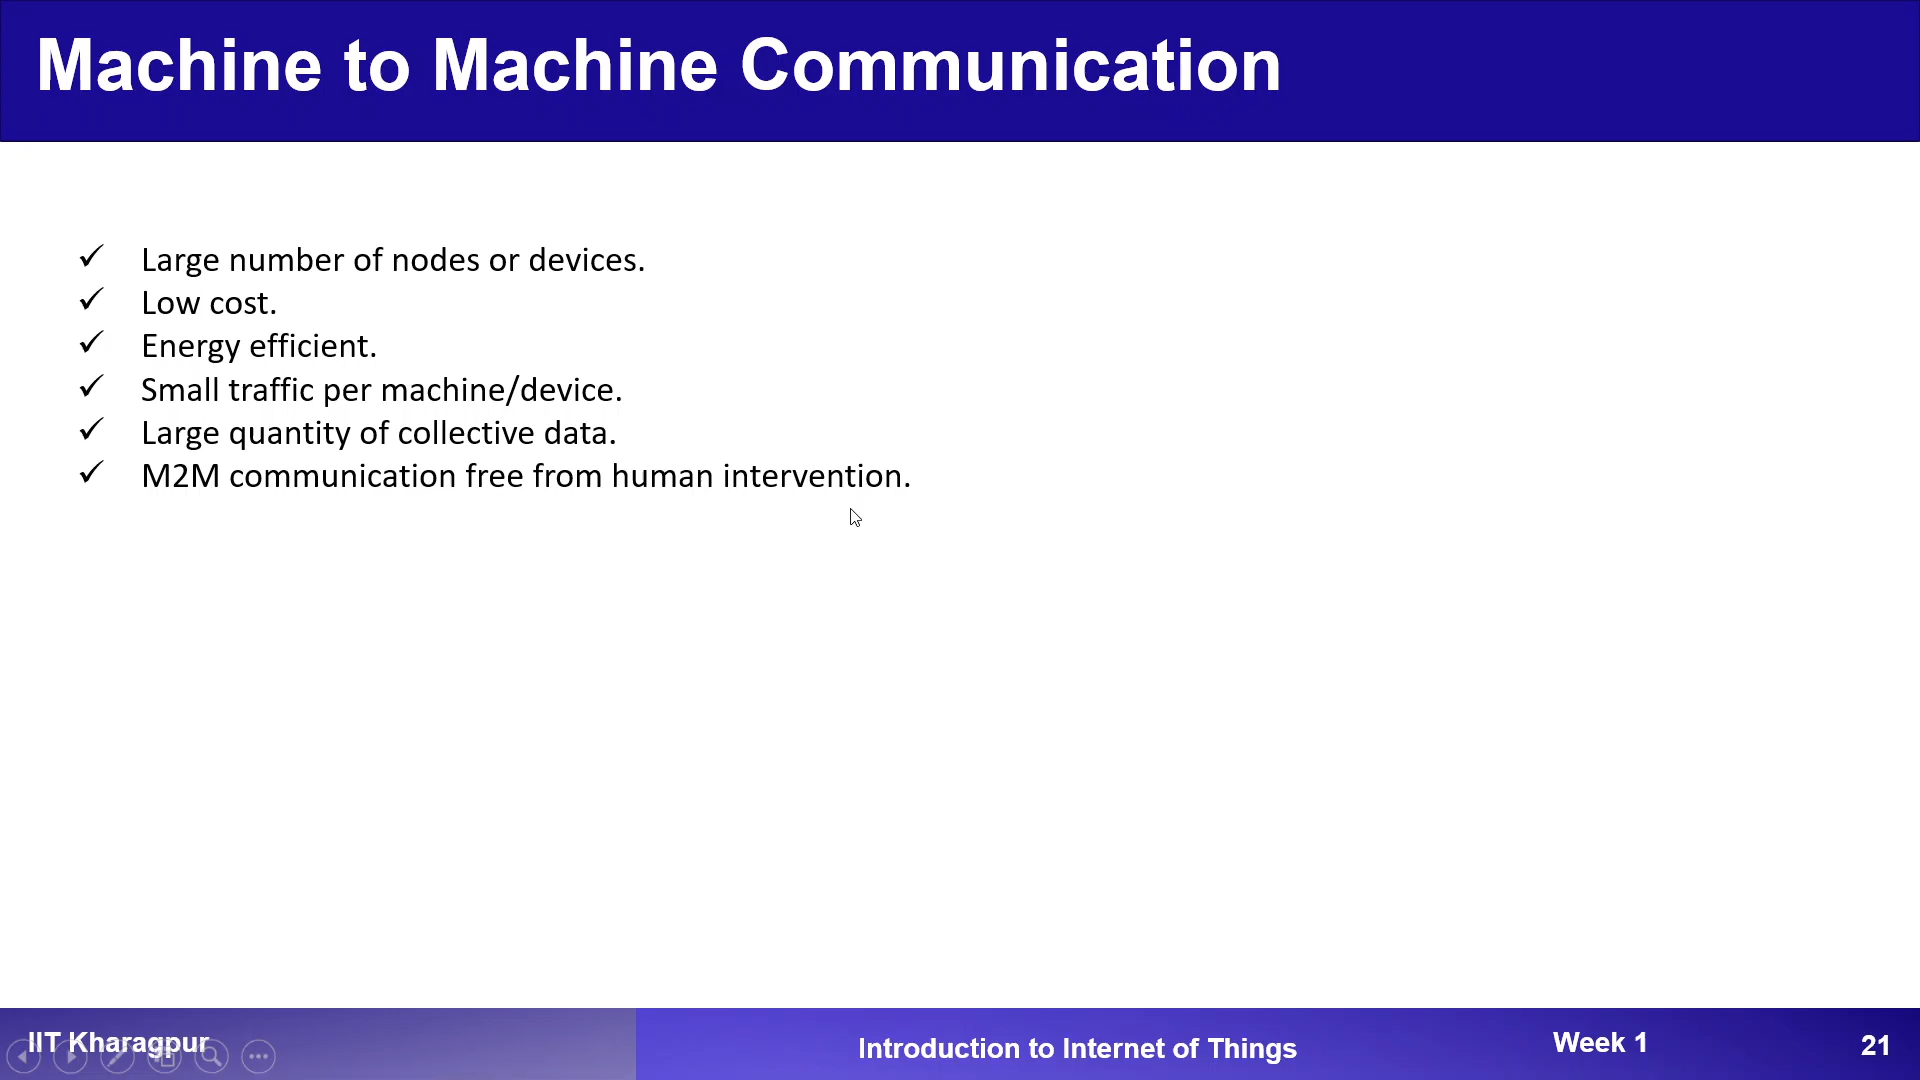 Machine to Machine Communication
✓ Large number of nodes or devices.
✓ Low cost.
✓ Energy efficient.
✓ Small traffic per machine/device.
✓ Large quantity of collective data.
✓ M2M communication free from human intervention.
IIT Kharagpur
Introduction to Internet of Things
Week 1
21